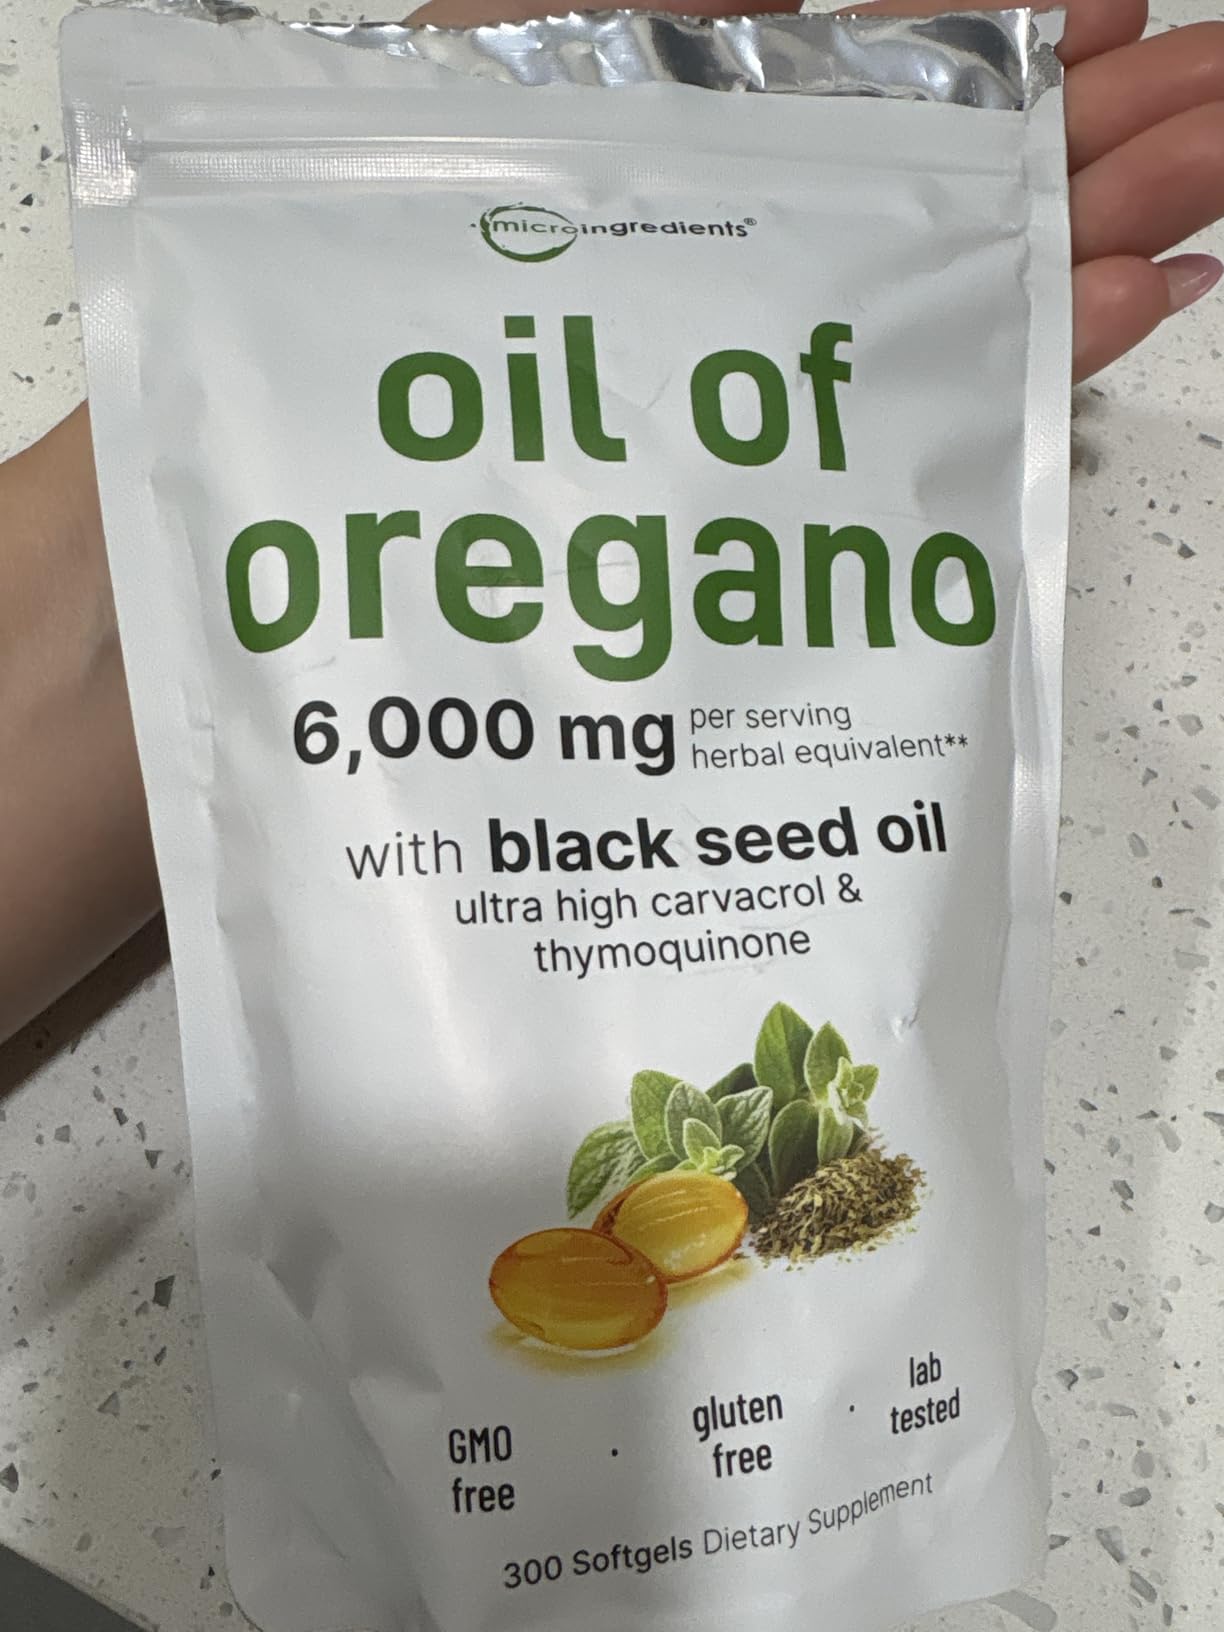 microingredients®
oil of
oregano
6,000 mg per serving
herbal equivalent**
with black seed oil
ultra high carvacrol &
thymoquinone
GMO
free
·
gluten
free
·
lab
tested
300 Softgels Dietary Supplement